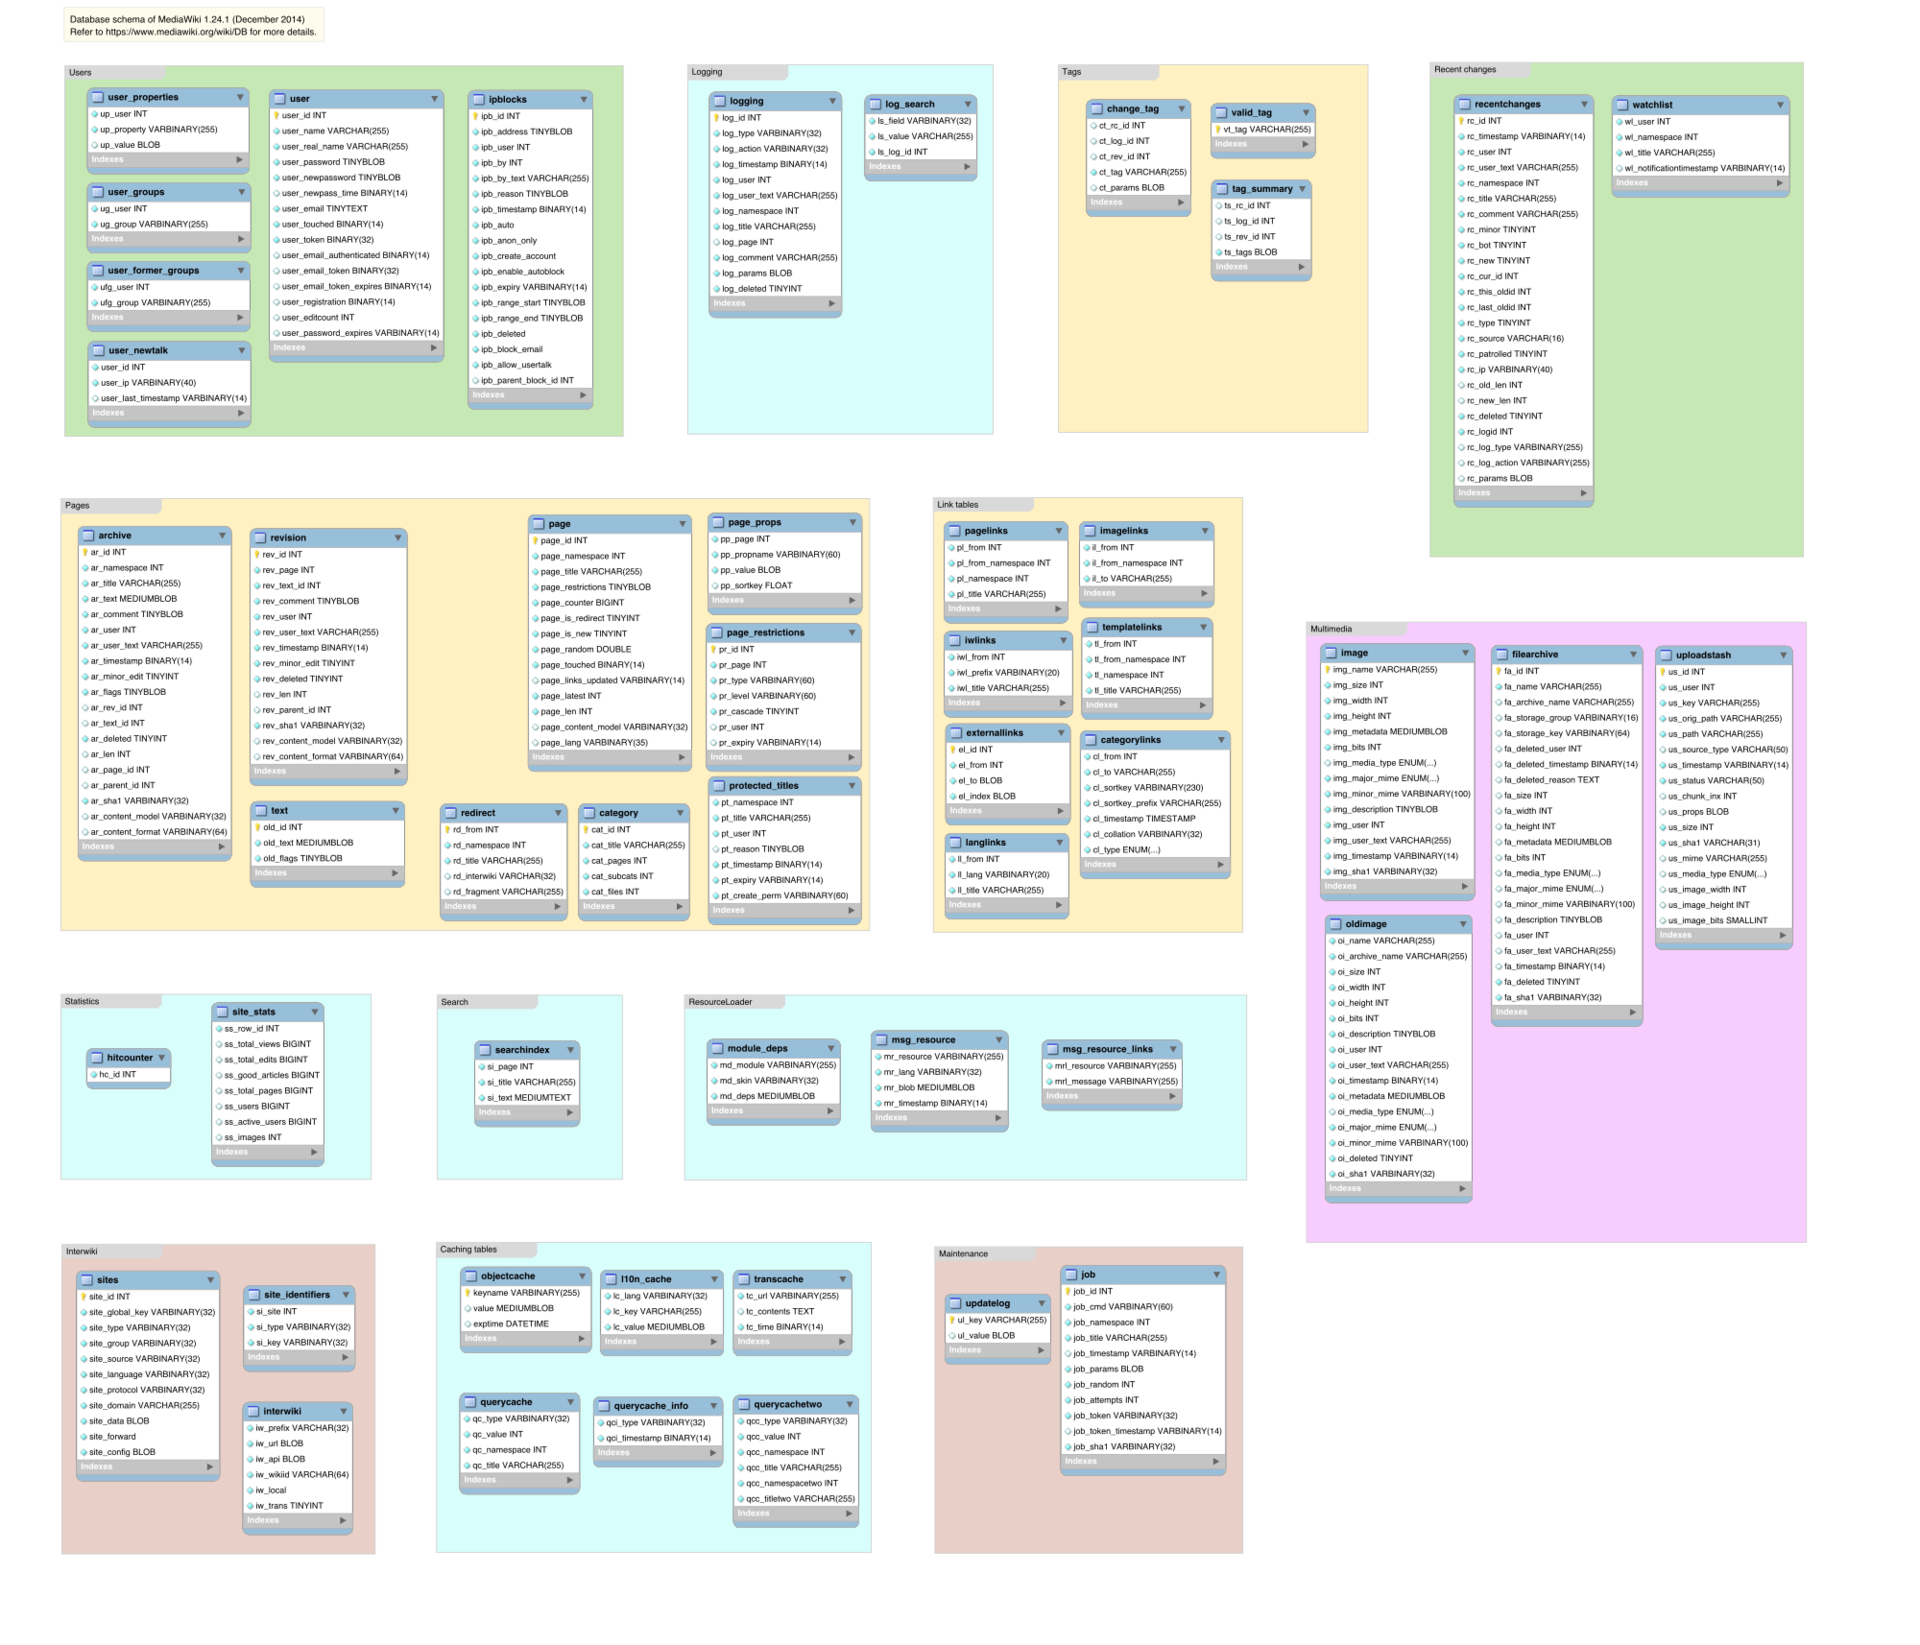 Database schema of MediaWiki 1.24.1 (December 2014)
Refer to https://www.mediawiki.org/wiki/DB for more details.
Users
user_properties
up_user INT
up_property VARBINARY(255)
up_value BLOB
Indexes
user_groups
ug_user INT
ug_group VARBINARY(255)
Indexes
user_former_groups
ufg_user INT
ufg_group VARBINARY(255)
Indexes
user_newtalk
user_id INT
user_ip VARBINARY(40)
user_last_timestamp VARBINARY(14)
Indexes
user
user_id INT
user_name VARCHAR(255)
user_real_name VARCHAR(255)
user_password TINYBLOB
user_newpassword TINYBLOB
user_newpass_time BINARY(14)
user_email TINYTEXT
user_touched BINARY(14)
user_token BINARY(32)
user_email_authenticated BINARY(14)
user_email_token BINARY(32)
user_email_token_expires BINARY(14)
user_registration BINARY(14)
user_editcount INT
user_password_expires VARBINARY(14)
Indexes
ipblocks
ipb_id INT
ipb_address TINYBLOB
ipb_user INT
ipb_by INT
ipb_by_text VARCHAR(255)
ipb_reason TINYBLOB
ipb_timestamp BINARY(14)
ipb_auto
ipb_anon_only
ipb_create_account
ipb_enable_autoblock
ipb_expiry VARBINARY(14)
ipb_range_start TINYBLOB
ipb_range_end TINYBLOB
ipb_deleted
ipb_block_email
ipb_allow_usertalk
ipb_parent_block_id INT
Indexes
Logging
logging
log_id INT
log_type VARBINARY(32)
log_action VARBINARY(32)
log_timestamp BINARY(14)
log_user INT
log_user_text VARCHAR(255)
log_namespace INT
log_title VARCHAR(255)
log_page INT
log_comment VARCHAR(255)
log_params BLOB
log_deleted TINYINT
Indexes
log_search
ls_field VARBINARY(32)
ls_value VARCHAR(255)
ls_log_id INT
Indexes
Tags
change_tag
ct_rc_id INT
ct_log_id INT
ct_rev_id INT
ct_tag VARCHAR(255)
ct_params BLOB
Indexes
valid_tag
vt_tag VARCHAR(255)
Indexes
tag_summary
ts_rc_id INT
ts_log_id INT
ts_rev_id INT
ts_tags BLOB
Indexes
Recent changes
recentchanges
rc_id INT
rc_timestamp VARBINARY(14)
rc_user INT
rc_user_text VARCHAR(255)
rc_namespace INT
rc_title VARCHAR(255)
rc_comment VARCHAR(255)
rc_minor TINYINT
rc_bot TINYINT
rc_new TINYINT
rc_cur_id INT
rc_this_oldid INT
rc_last_oldid INT
rc_type TINYINT
rc_source VARCHAR(16)
rc_patrolled TINYINT
rc_ip VARBINARY(40)
rc_old_len INT
rc_new_len INT
rc_deleted TINYINT
rc_logid INT
rc_log_type VARBINARY(255)
rc_log_action VARBINARY(255)
rc_params BLOB
Indexes
watchlist
wl_user INT
wl_namespace INT
wl_title VARCHAR(255)
wl_notificationtimestamp VARBINARY(14)
Indexes
Pages
archive
ar_id INT
ar_namespace INT
ar_title VARCHAR(255)
ar_text MEDIUMBLOB
ar_comment TINYBLOB
ar_user INT
ar_user_text VARCHAR(255)
ar_timestamp BINARY(14)
ar_minor_edit TINYINT
ar_flags TINYBLOB
ar_rev_id INT
ar_text_id INT
ar_deleted TINYINT
ar_len INT
ar_page_id INT
ar_parent_id INT
ar_sha1 VARBINARY(32)
ar_content_model VARBINARY(32)
ar_content_format VARBINARY(64)
Indexes
revision
rev_id INT
rev_page INT
rev_text_id INT
rev_comment TINYBLOB
rev_user INT
rev_user_text VARCHAR(255)
rev_timestamp BINARY(14)
rev_minor_edit TINYINT
rev_deleted TINYINT
rev_len INT
rev_parent_id INT
rev_sha1 VARBINARY(32)
rev_content_model VARBINARY(32)
rev_content_format VARBINARY(64)
Indexes
text
old_id INT
old_text MEDIUMBLOB
old_flags TINYBLOB
Indexes
page
page_id INT
page_namespace INT
page_title VARCHAR(255)
page_restrictions TINYBLOB
page_counter BIGINT
page_is_redirect TINYINT
page_is_new TINYINT
page_random DOUBLE
page_touched BINARY(14)
page_links_updated VARBINARY(14)
page_latest INT
page_len INT
page_content_model VARBINARY(32)
page_lang VARBINARY(35)
Indexes
redirect
rd_from INT
rd_namespace INT
rd_title VARCHAR(255)
rd_interwiki VARCHAR(32)
rd_fragment VARCHAR(255)
Indexes
category
cat_id INT
cat_title VARCHAR(255)
cat_pages INT
cat_subcats INT
cat_files INT
Indexes
page_props
pp_page INT
pp_propname VARBINARY(60)
pp_value BLOB
pp_sortkey FLOAT
Indexes
page_restrictions
pr_id INT
pr_page INT
pr_type VARBINARY(60)
pr_level VARBINARY(60)
pr_cascade TINYINT
pr_user INT
pr_expiry VARBINARY(14)
Indexes
protected_titles
pt_namespace INT
pt_title VARCHAR(255)
pt_user INT
pt_reason TINYBLOB
pt_timestamp BINARY(14)
pt_expiry VARBINARY(14)
pt_create_perm VARBINARY(60)
Indexes
Link tables
pagelinks
pl_from INT
pl_from_namespace INT
pl_namespace INT
pl_title VARCHAR(255)
Indexes
iwlinks
iwl_from INT
iwl_prefix VARBINARY(20)
iwl_title VARCHAR(255)
Indexes
externallinks
el_id INT
el_from INT
el_to BLOB
el_index BLOB
Indexes
langlinks
ll_from INT
ll_lang VARBINARY(20)
ll_title VARCHAR(255)
Indexes
imagelinks
il_from INT
il_from_namespace INT
il_to VARCHAR(255)
Indexes
templatelinks
tl_from INT
tl_from_namespace INT
tl_namespace INT
tl_title VARCHAR(255)
Indexes
categorylinks
cl_from INT
cl_to VARCHAR(255)
cl_sortkey VARBINARY(230)
cl_sortkey_prefix VARCHAR(255)
cl_timestamp TIMESTAMP
cl_collation VARBINARY(32)
cl_type ENUM(...)
Indexes
Multimedia
image
img_name VARCHAR(255)
img_size INT
img_width INT
img_height INT
img_metadata MEDIUMBLOB
img_bits INT
img_media_type ENUM(...)
img_major_mime ENUM(...)
img_minor_mime VARBINARY(100)
img_description TINYBLOB
img_user INT
img_user_text VARCHAR(255)
img_timestamp VARBINARY(14)
img_sha1 VARBINARY(32)
Indexes
oldimage
oi_name VARCHAR(255)
oi_archive_name VARCHAR(255)
oi_size INT
oi_width INT
oi_height INT
oi_bits INT
oi_description TINYBLOB
oi_user INT
oi_user_text VARCHAR(255)
oi_timestamp BINARY(14)
oi_metadata MEDIUMBLOB
oi_media_type ENUM(...)
oi_major_mime ENUM(...)
oi_minor_mime VARBINARY(100)
oi_deleted TINYINT
oi_sha1 VARBINARY(32)
Indexes
filearchive
fa_id INT
fa_name VARCHAR(255)
fa_archive_name VARCHAR(255)
fa_storage_group VARBINARY(16)
fa_storage_key VARBINARY(64)
fa_deleted_user INT
fa_deleted_timestamp BINARY(14)
fa_deleted_reason TEXT
fa_size INT
fa_width INT
fa_height INT
fa_metadata MEDIUMBLOB
fa_bits INT
fa_media_type ENUM(...)
fa_major_mime ENUM(...)
fa_minor_mime VARBINARY(100)
fa_description TINYBLOB
fa_user INT
fa_user_text VARCHAR(255)
fa_timestamp BINARY(14)
fa_deleted TINYINT
fa_sha1 VARBINARY(32)
Indexes
uploadstash
us_id INT
us_user INT
us_key VARCHAR(255)
us_orig_path VARCHAR(255)
us_path VARCHAR(255)
us_source_type VARCHAR(50)
us_timestamp VARBINARY(14)
us_status VARCHAR(50)
us_chunk_inx INT
us_props BLOB
us_size INT
us_sha1 VARCHAR(31)
us_mime VARCHAR(255)
us_media_type ENUM(...)
us_image_width INT
us_image_height INT
us_image_bits SMALLINT
Indexes
Statistics
hitcounter
hc_id INT
site_stats
ss_row_id INT
ss_total_views BIGINT
ss_total_edits BIGINT
ss_good_articles BIGINT
ss_total_pages BIGINT
ss_users BIGINT
ss_active_users BIGINT
ss_images INT
Indexes
Search
searchindex
si_page INT
si_title VARCHAR(255)
si_text MEDIUMTEXT
Indexes
ResourceLoader
module_deps
md_module VARBINARY(255)
md_skin VARBINARY(32)
md_deps MEDIUMBLOB
Indexes
msg_resource
mr_resource VARBINARY(255)
mr_lang VARBINARY(32)
mr_blob MEDIUMBLOB
mr_timestamp BINARY(14)
Indexes
msg_resource_links
mrl_resource VARBINARY(255)
mrl_message VARBINARY(255)
Indexes
Interwiki
sites
site_id INT
site_global_key VARBINARY(32)
site_type VARBINARY(32)
site_group VARBINARY(32)
site_source VARBINARY(32)
site_language VARBINARY(32)
site_protocol VARBINARY(32)
site_domain VARCHAR(255)
site_data BLOB
site_forward
site_config BLOB
Indexes
site_identifiers
si_site INT
si_type VARBINARY(32)
si_key VARBINARY(32)
Indexes
interwiki
iw_prefix VARCHAR(32)
iw_url BLOB
iw_api BLOB
iw_wikiid VARCHAR(64)
iw_local
iw_trans TINYINT
Indexes
Caching tables
objectcache
keyname VARBINARY(255)
value MEDIUMBLOB
exptime DATETIME
Indexes
l10n_cache
lc_lang VARBINARY(32)
lc_key VARCHAR(255)
lc_value MEDIUMBLOB
Indexes
transcache
tc_url VARBINARY(255)
tc_contents TEXT
tc_time BINARY(14)
Indexes
querycache
qc_type VARBINARY(32)
qc_value INT
qc_namespace INT
qc_title VARCHAR(255)
Indexes
querycache_info
qci_type VARBINARY(32)
qci_timestamp BINARY(14)
Indexes
querycachetwo
qcc_type VARBINARY(32)
qcc_value INT
qcc_namespace INT
qcc_title VARCHAR(255)
qcc_namespacetwo INT
qcc_titletwo VARCHAR(255)
Indexes
Maintenance
updatelog
ul_key VARCHAR(255)
ul_value BLOB
Indexes
job
job_id INT
job_cmd VARBINARY(60)
job_namespace INT
job_title VARCHAR(255)
job_timestamp VARBINARY(14)
job_params BLOB
job_random INT
job_attempts INT
job_token VARBINARY(32)
job_token_timestamp VARBINARY(14)
job_sha1 VARBINARY(32)
Indexes